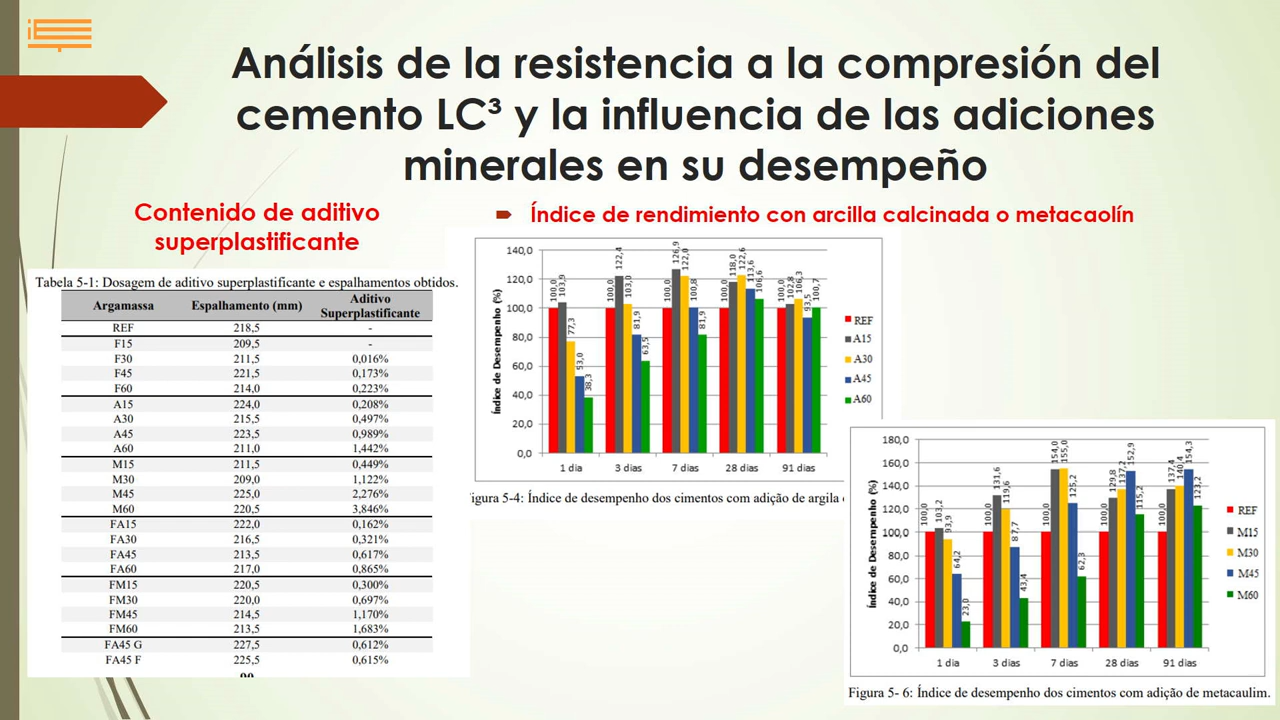 Análisis de la resistencia a la compresión del
cemento LC³ y la influencia de las adiciones
minerales en su desempeño
Contenido de aditivo
superplastificante
Tabela 5-1: Dosagem de aditivo superplastificante e espalhamentos obtidos.
Argamassa Espalhamento (mm) Aditivo Superplastificante
REF 218,5 -
F15 209,5 -
F30 211,5 0,016%
F45 221,5 0,173%
F60 214,0 0,223%
A15 224,0 0,208%
A30 215,5 0,497%
A45 223,5 0,989%
A60 211,0 1,442%
M15 211,5 0,449%
M30 209,0 1,122%
M45 225,0 2,276%
M60 220,5 3,846%
FA15 222,0 0,162%
FA30 216,5 0,321%
FA45 213,5 0,617%
FA60 217,0 0,865%
FM15 220,5 0,300%
FM30 220,0 0,697%
FM45 214,5 1,170%
FM60 213,5 1,683%
FA45 G 227,5 0,612%
FA45 F 225,5 0,615%
Índice de rendimiento con arcilla calcinada o metacaolín
Índice de Desempenho (%)
140,0
120,0
100,0
80,0
60,0
40,0
20,0
0,0
100,0 103,9 77,3 53,0 38,3
100,0 122,4 103,0 81,9 63,5
100,0 126,9 122,0 100,8 81,9
100,0 118,0 122,6 113,6 106,6
100,0 102,8 106,3 93,5 100,7
1 dia 3 dias 7 dias 28 dias 91 dias
REF
A15
A30
A45
A60
igura 5-4: Índice de desempenho dos cimentos com adição de argila
Índice de Desempenho (%)
180,0
160,0
140,0
120,0
100,0
80,0
60,0
40,0
20,0
0,0
100,0 103,2 93,9 64,2 23,0
100,0 131,6 119,6 87,7 43,4
100,0 154,0 155,0 125,2 62,3
100,0 129,8 137,2 152,9 115,2
100,0 137,4 140,4 154,3 123,2
1 dia 3 dias 7 dias 28 dias 91 dias
REF
M15
M30
M45
M60
Figura 5- 6: Índice de desempenho dos cimentos com adição de metacaulim.